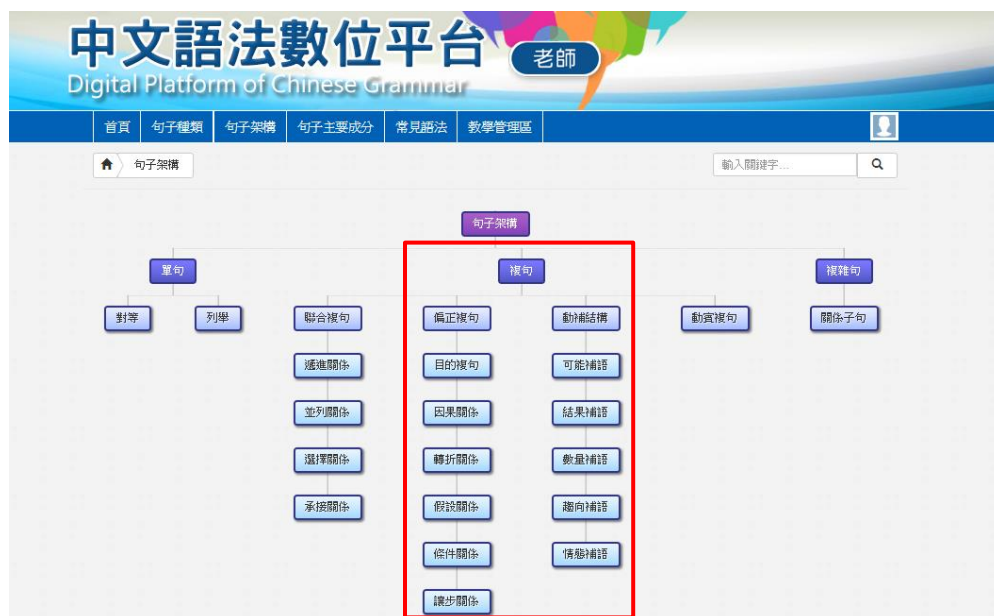 中文語法數位平台
老師
Digital Platform of Chinese Grammar
首頁 句子種類 句子架構 句子主要成分 常見語法 教學管理區
句子架構 輸入關鍵字...
句子架構
單句 複句 複雜句
對等 列舉 聯合複句 偏正複句 動補結構 動賓複句 關係子句
遞進關係 目的複句 可能補語
並列關係 因果關係 結果補語
選擇關係 轉折關係 數量補語
承接關係 假設關係 趨向補語
條件關係 情態補語
讓步關係